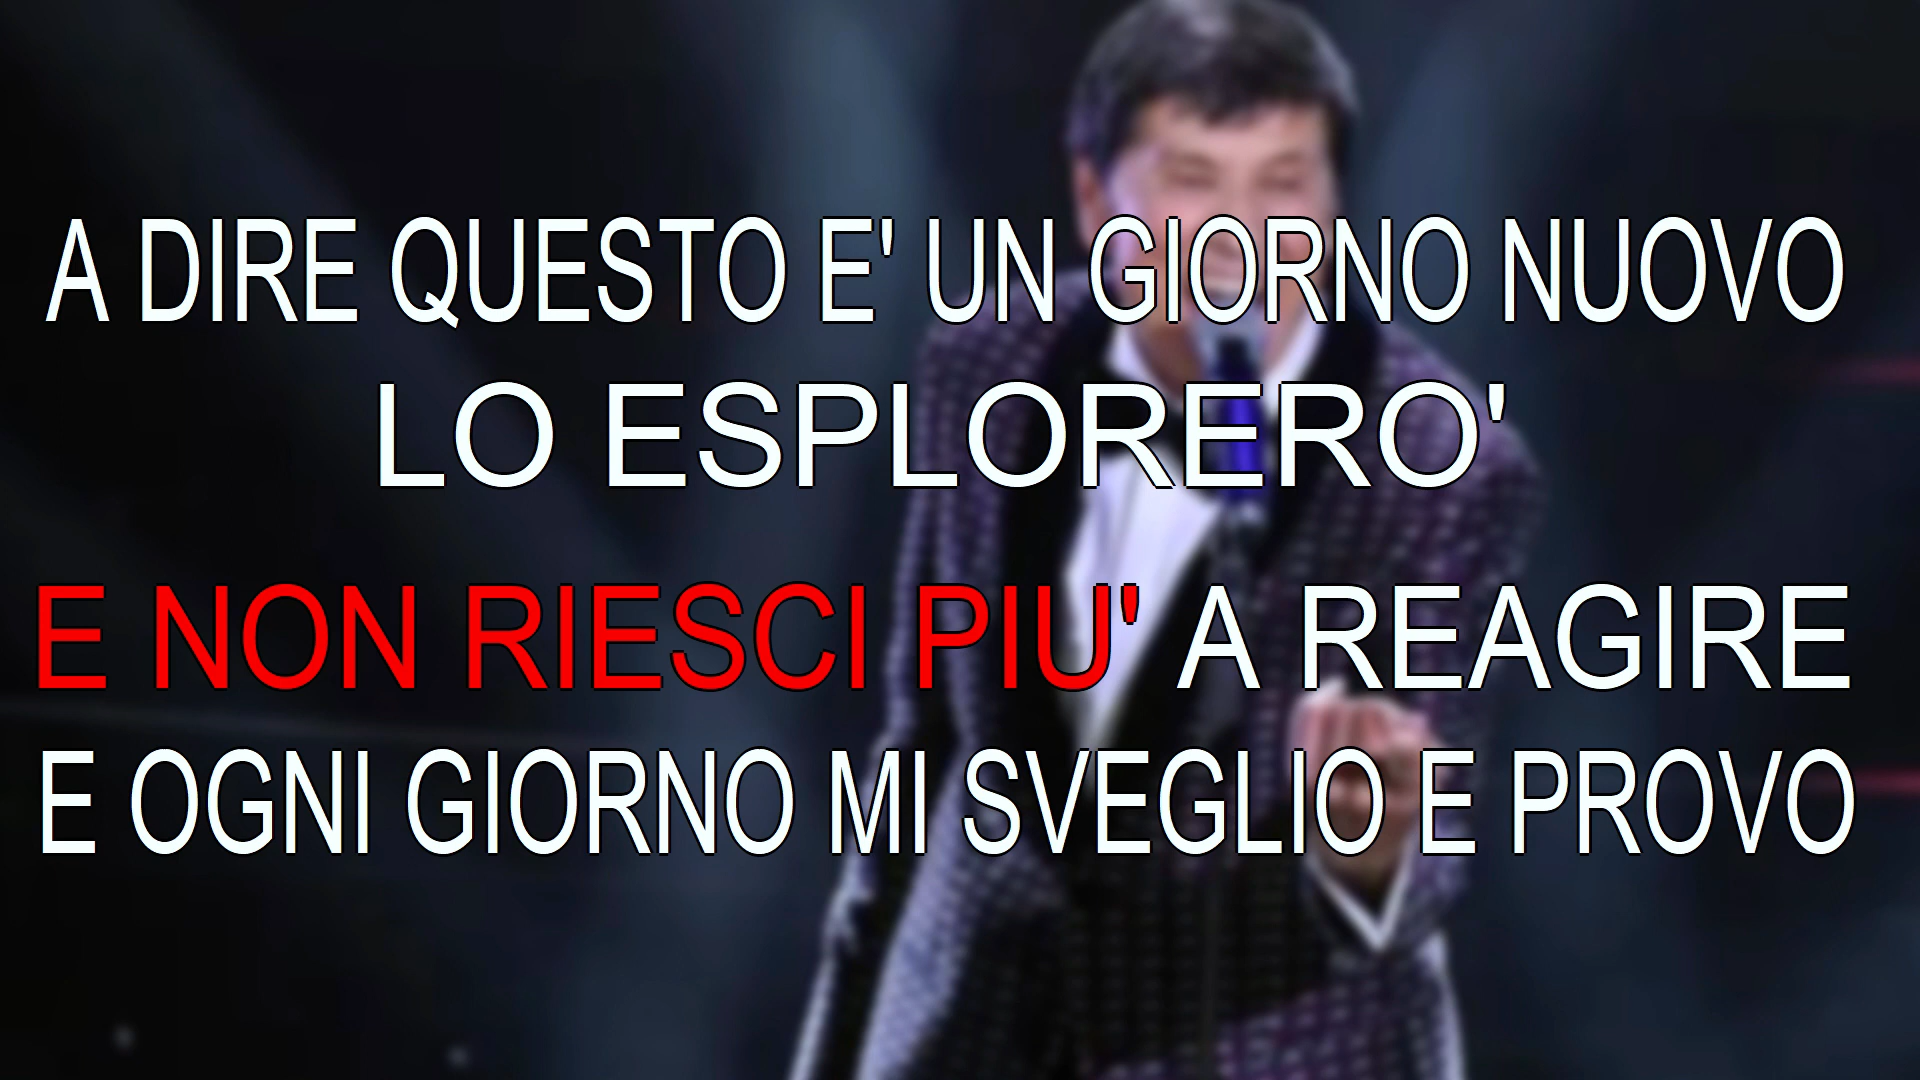 A DIRE QUESTO E' UN GIORNO NUOVO
LO ESPLORERO'
E NON RIESCI PIU' A REAGIRE
E OGNI GIORNO MI SVEGLIO E PROVO